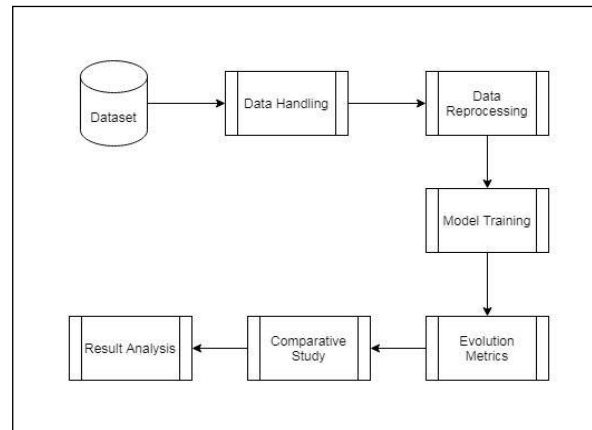 Dataset
Data Handling
Data
Reprocessing
Model Training
Evolution
Metrics
Comparative
Study
Result Analysis